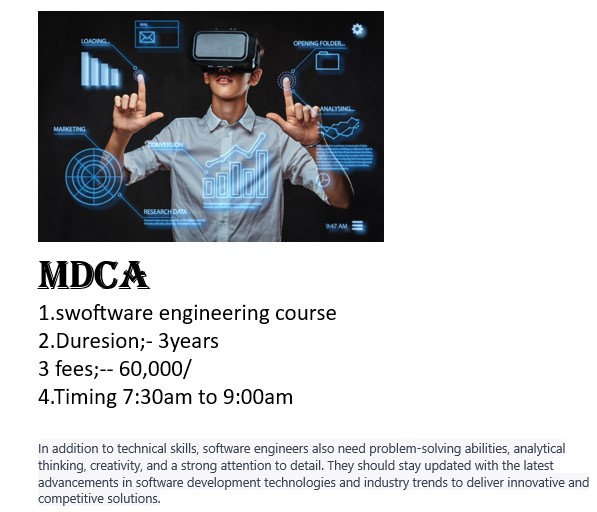 MAIL
LOADING...
OPENING FOLDER...
ANALYSING...
MARKETING
CONVERSION
RESEARCH DATA
9:47 AM
MDCA
1.swoftware engineering course
2.Duresion;- 3years
3 fees;-- 60,000/
4.Timing 7:30am to 9:00am
In addition to technical skills, software engineers also need problem-solving abilities, analytical
thinking, creativity, and a strong attention to detail. They should stay updated with the latest
advancements in software development technologies and industry trends to deliver innovative and
competitive solutions.